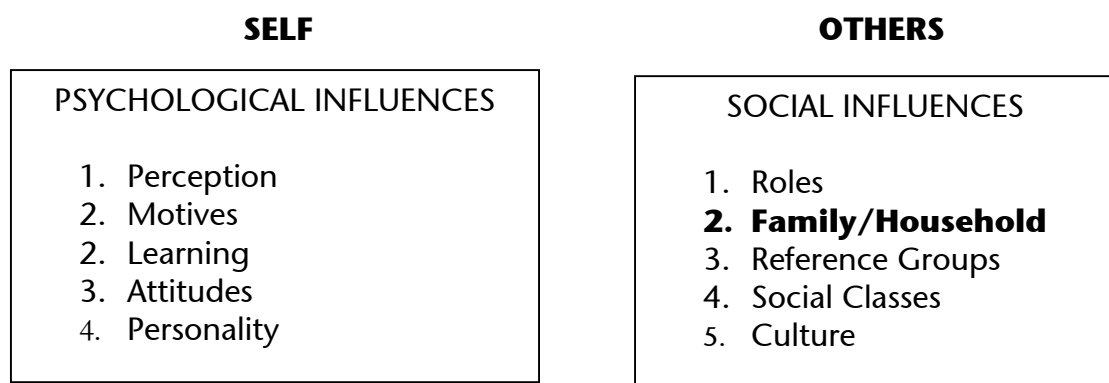 SELF
PSYCHOLOGICAL INFLUENCES
1. Perception
2. Motives
2. Learning
3. Attitudes
4. Personality
OTHERS
SOCIAL INFLUENCES
1. Roles
2. Family/Household
3. Reference Groups
4. Social Classes
5. Culture